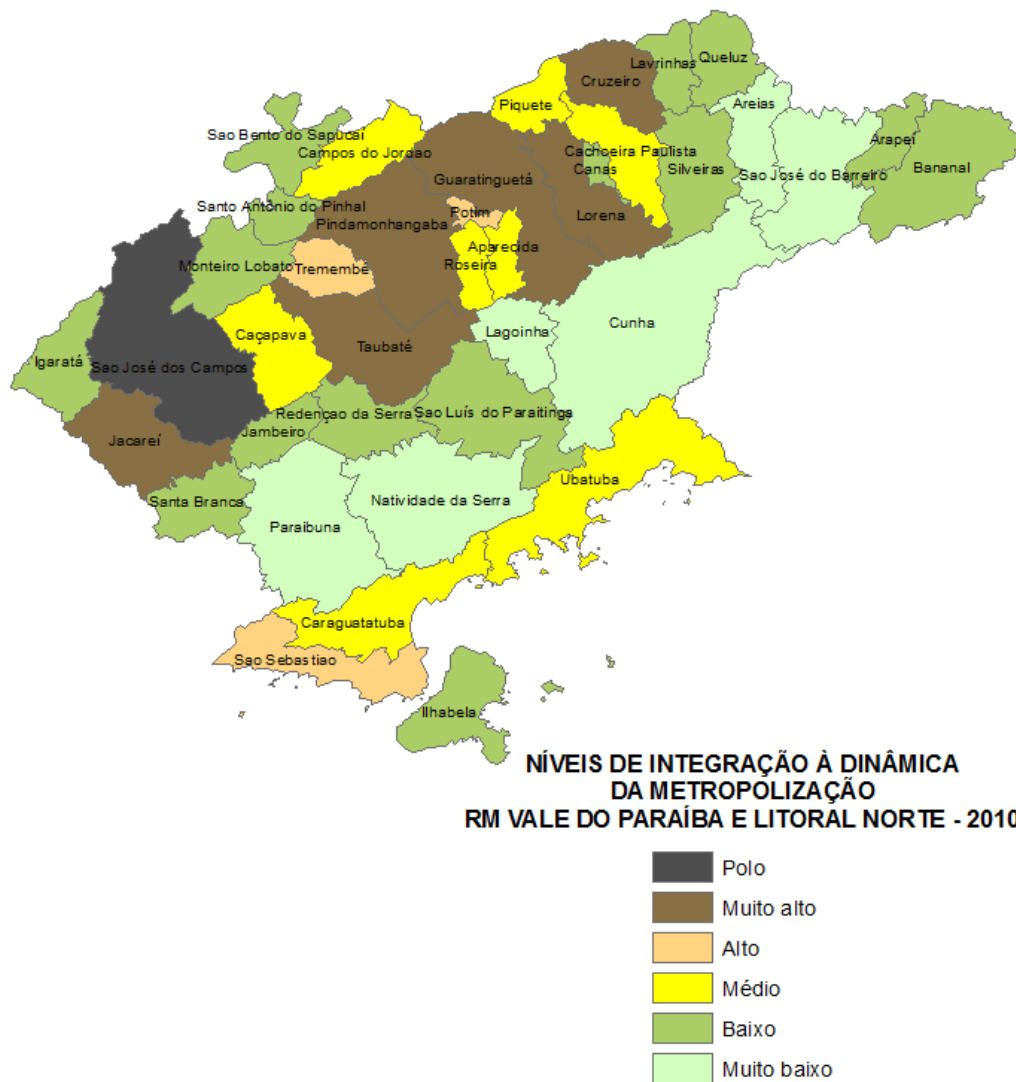 Lavrinhas
Queluz
Cruzeiro
Piquete
Areias
Sao Bento do Sapucaí
Arapeí
Campos do Jordao
Cachoeira Paulista
Canas
Silveiras
Bananal
Sao José do Barreiro
Guaratinguetá
Santo Antônio do Pinhal
Potim
Lorena
Pindamonhangaba
Aparecida
Roseira
Monteiro Lobato
Tremembé
Cunha
Lagoinha
Caçapava
Taubaté
Igaratá
Sao José dos Campos
Redençao da Serra
Sao Luís do Paraitinga
Jambeiro
Jacareí
Ubatuba
Santa Branca
Natividade da Serra
Paraibuna
Caraguatatuba
Sao Sebastiao
Ilhabela
NÍVEIS DE INTEGRAÇÃO À DINÂMICA
DA METROPOLIZAÇÃO
RM VALE DO PARAÍBA E LITORAL NORTE - 2010
Polo
Muito alto
Alto
Médio
Baixo
Muito baixo